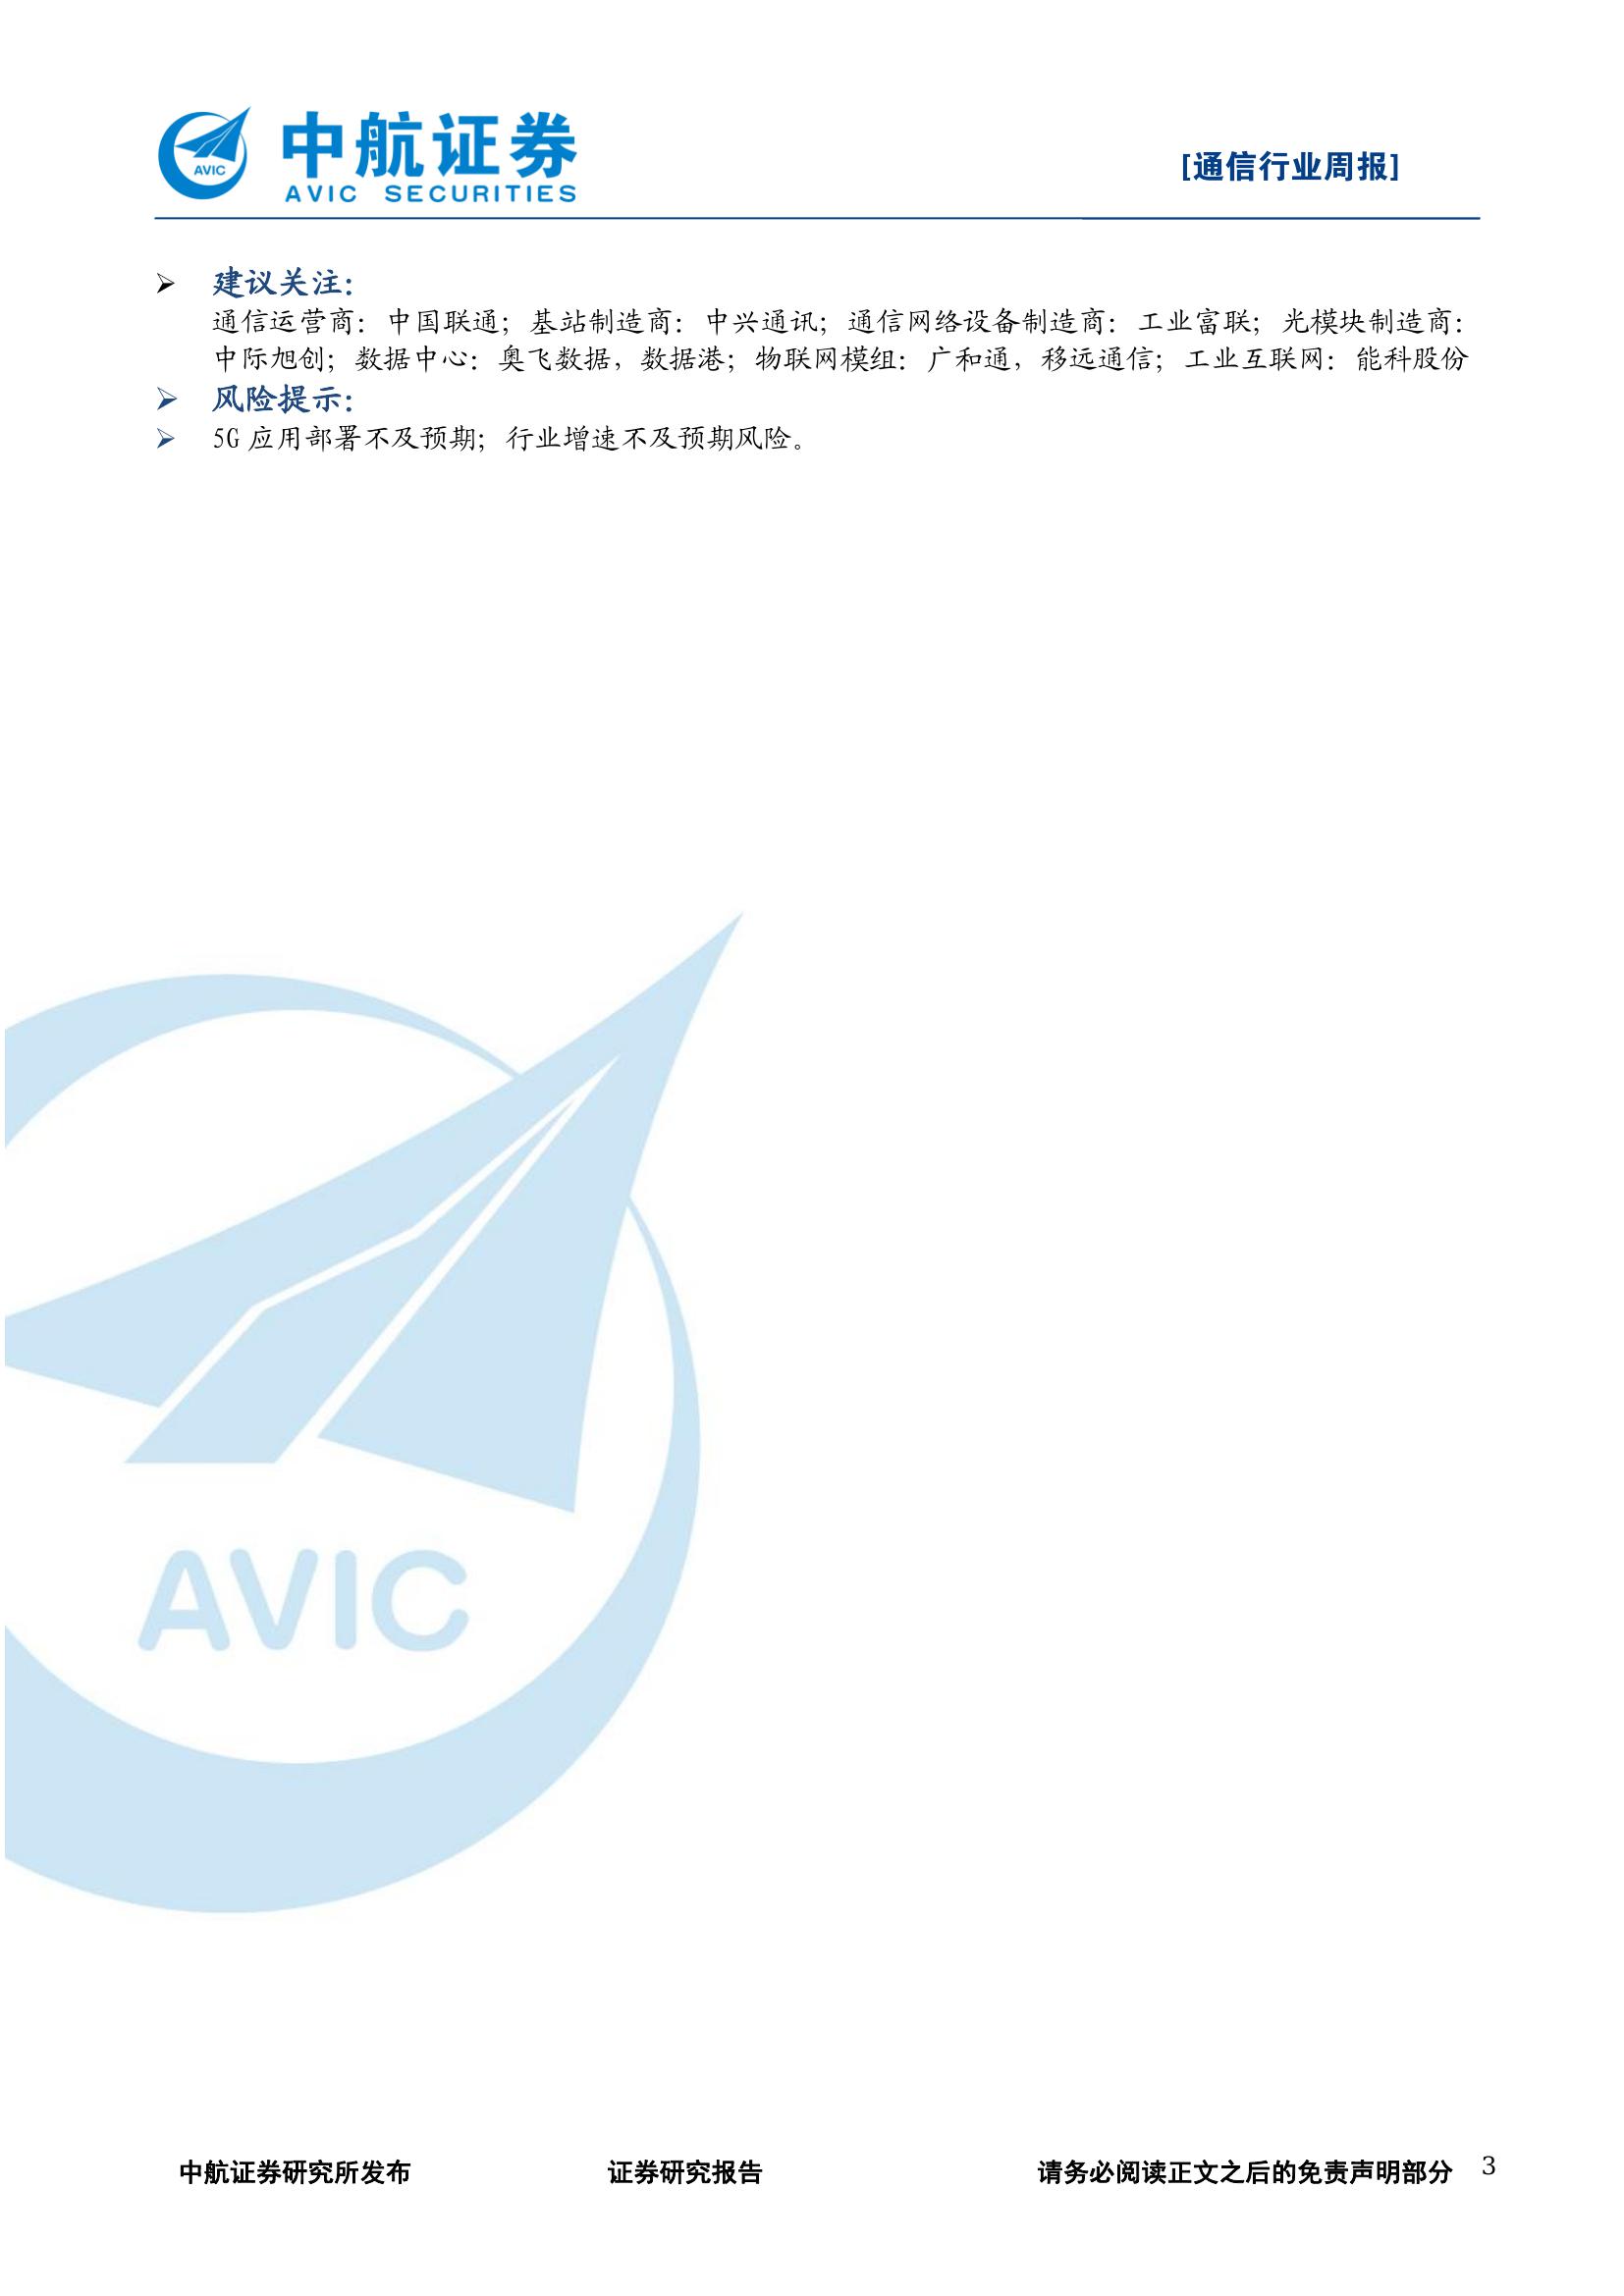 AVIC
中航证券
AVIC SECURITIES
[通信行业周报]
➢ 建议关注：
通信运营商：中国联通；基站制造商：中兴通讯；通信网络设备制造商：工业富联；光模块制造商：
中际旭创；数据中心：奥飞数据，数据港；物联网模组：广和通，移远通信；工业互联网：能科股份
➢ 风险提示：
➢ 5G 应用部署不及预期；行业增速不及预期风险。
AVIC
中航证券研究所发布 证券研究报告 请务必阅读正文之后的免责声明部分 3